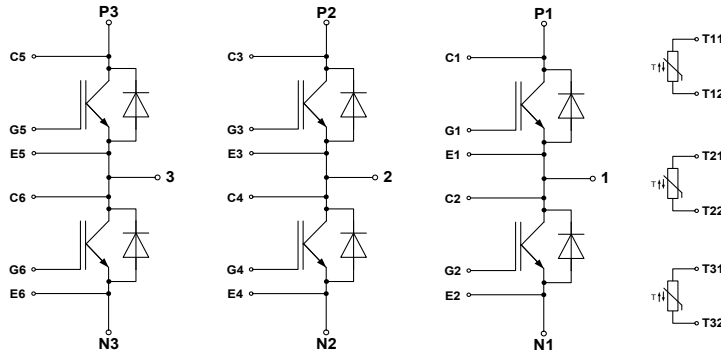 P3 P2 P1
C5 C3 C1 T11
T↑↓
G5 G3 G1 T12
E5 E3 E1 T21
3 2 1
T↑↓
C6 C4 C2 T22
G6 G4 G2 T31
T↑↓
E6 E4 E2
T32
N3 N2 N1